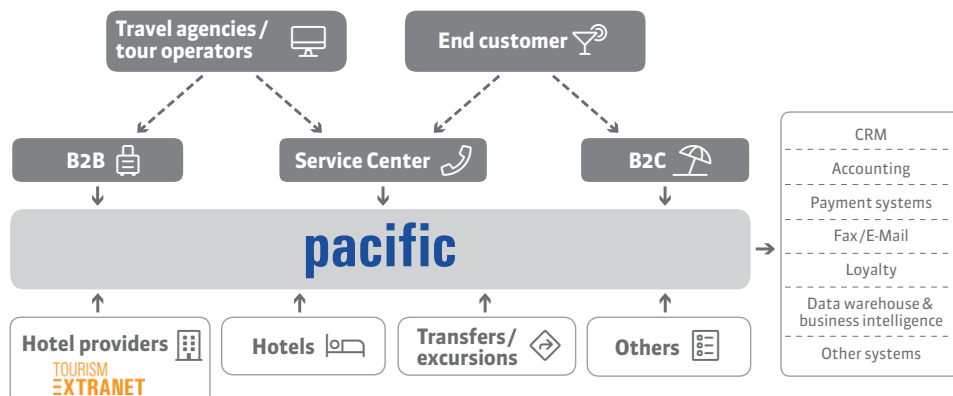 Travel agencies /
tour operators
End customer
B2B
Service Center
B2C
pacific
Hotel providers
TOURISM
EXTRANET
Hotels
Transfers/
excursions
Others
CRM
Accounting
Payment systems
Fax/E-Mail
Loyalty
Data warehouse &
business intelligence
Other systems